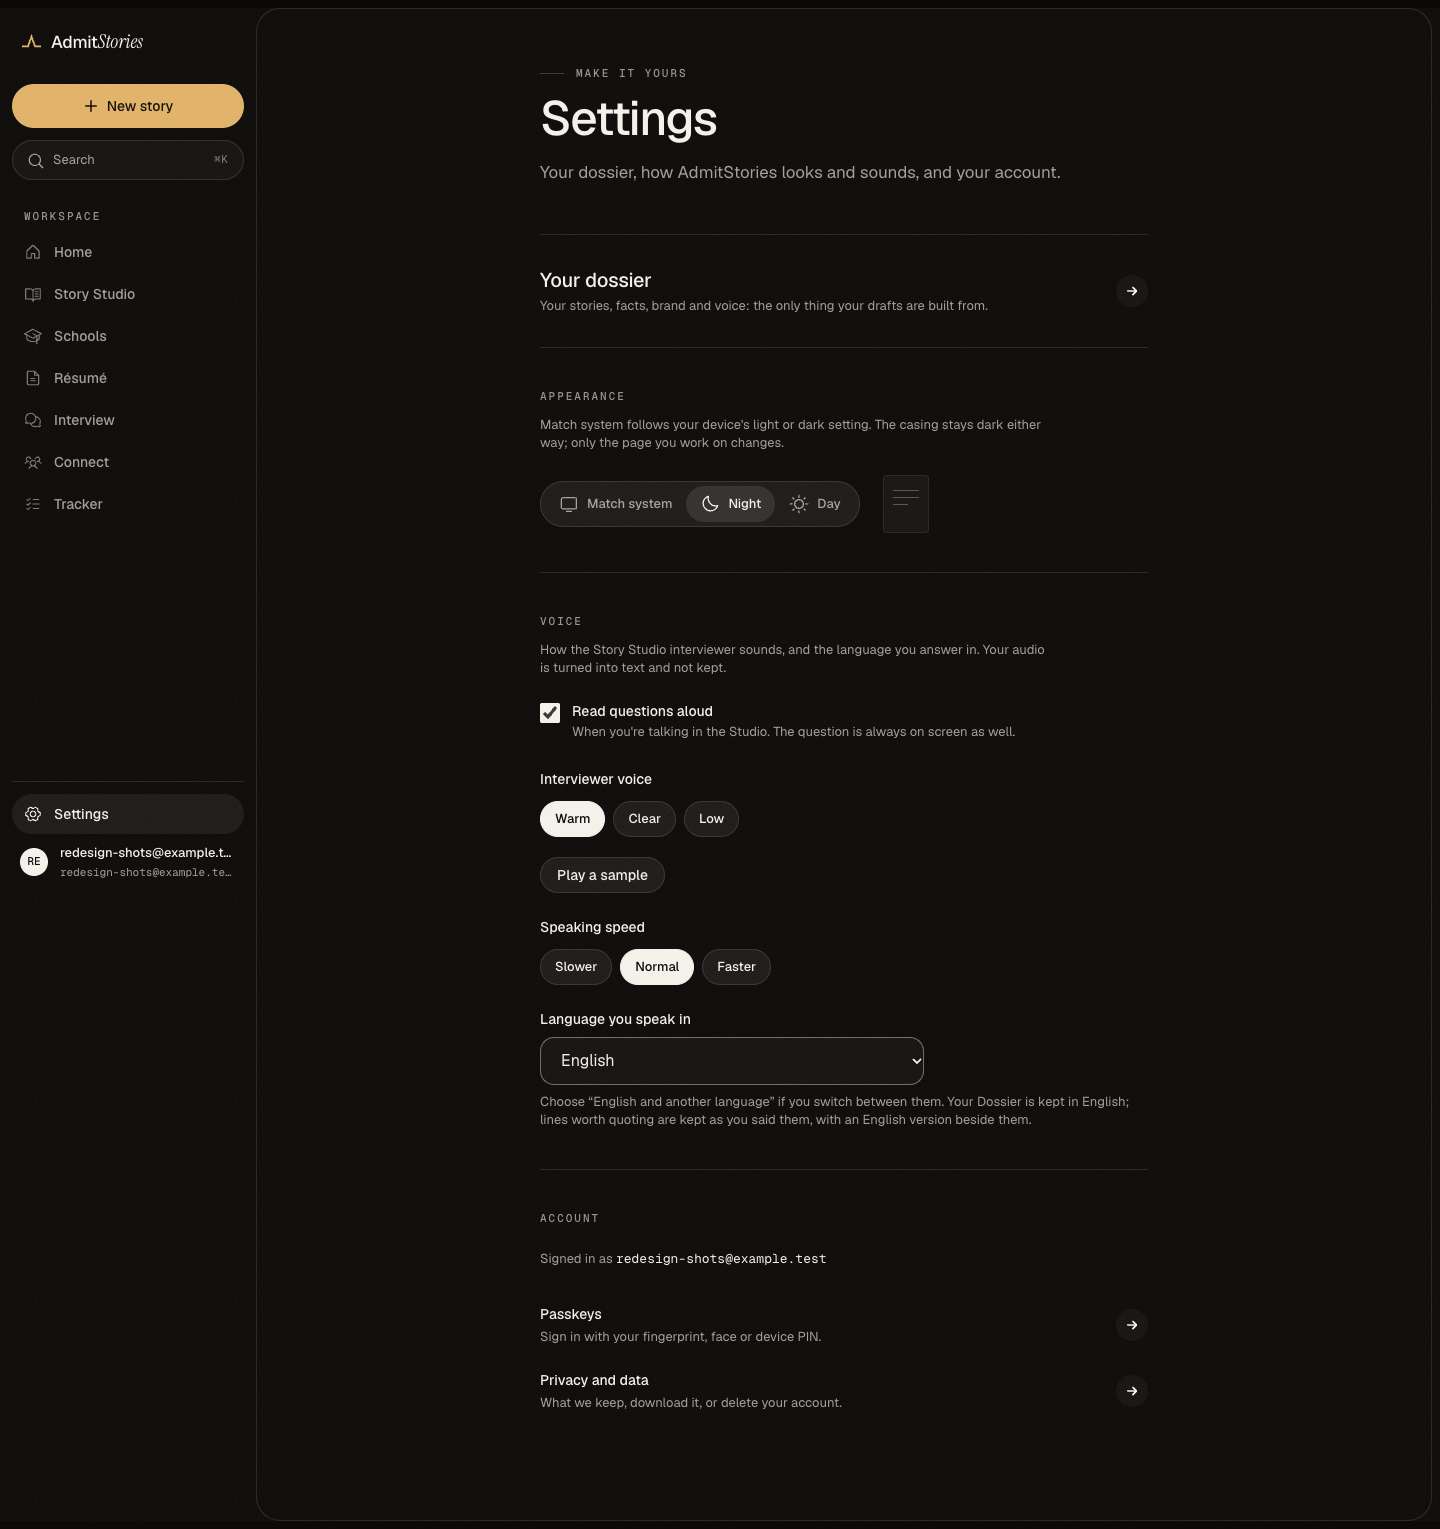 AdmitStories
New story
Search ⌘K
WORKSPACE
Home
Story Studio
Schools
Résumé
Interview
Connect
Tracker
Settings
RE
redesign-shots@example.t…
redesign-shots@example.te…
MAKE IT YOURS
Settings
Your dossier, how AdmitStories looks and sounds, and your account.
Your dossier
Your stories, facts, brand and voice: the only thing your drafts are built from.
APPEARANCE
Match system follows your device's light or dark setting. The casing stays dark either
way; only the page you work on changes.
Match system Night Day
VOICE
How the Story Studio interviewer sounds, and the language you answer in. Your audio
is turned into text and not kept.
Read questions aloud
When you're talking in the Studio. The question is always on screen as well.
Interviewer voice
Warm Clear Low
Play a sample
Speaking speed
Slower Normal Faster
Language you speak in
English
Choose “English and another language” if you switch between them. Your Dossier is kept in English;
lines worth quoting are kept as you said them, with an English version beside them.
ACCOUNT
Signed in as redesign-shots@example.test
Passkeys
Sign in with your fingerprint, face or device PIN.
Privacy and data
What we keep, download it, or delete your account.